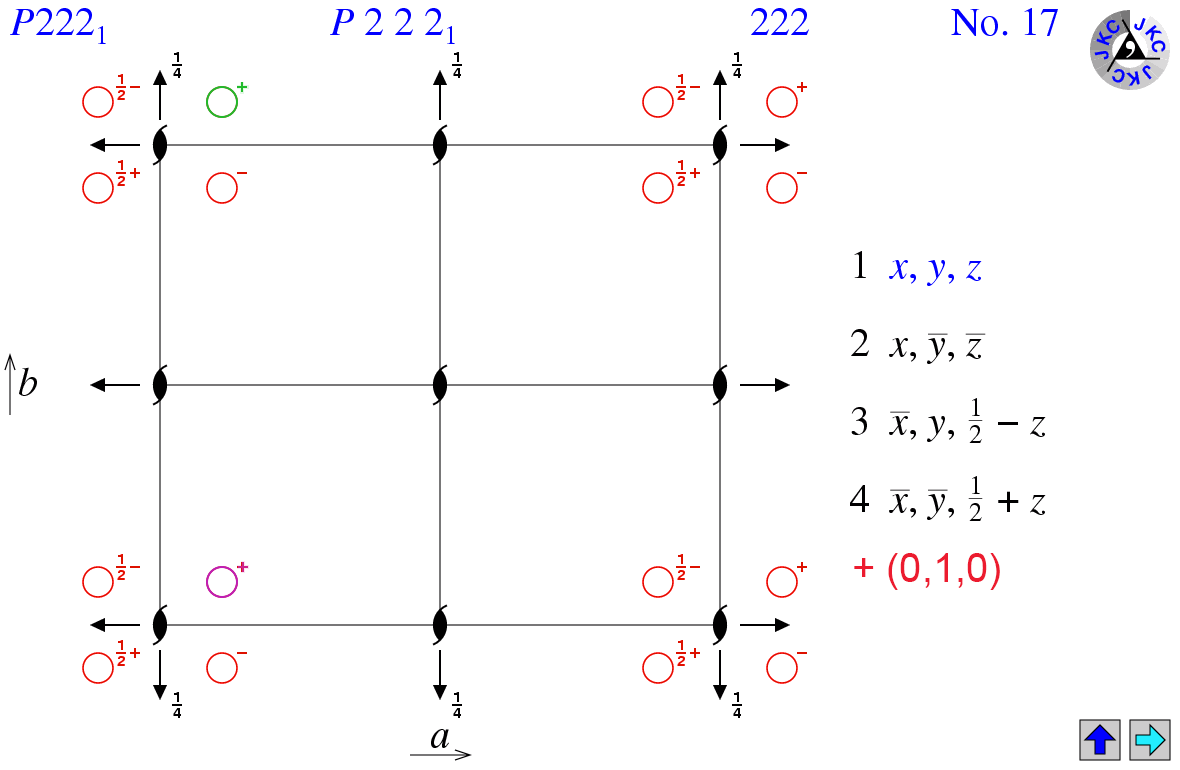 P222₁ P 2 2 2₁ 222 No. 17
JKC JKC JKC
¼ ¼ ¼
½− + ½− +
½+ − ½+ −
1 x, y, z
2 x, y̅, z̅
b
3 x̅, y, ½ − z
4 x̅, y̅, ½ + z
+ (0,1,0)
½− + ½− +
½+ − ½+ −
¼ ¼ ¼
a